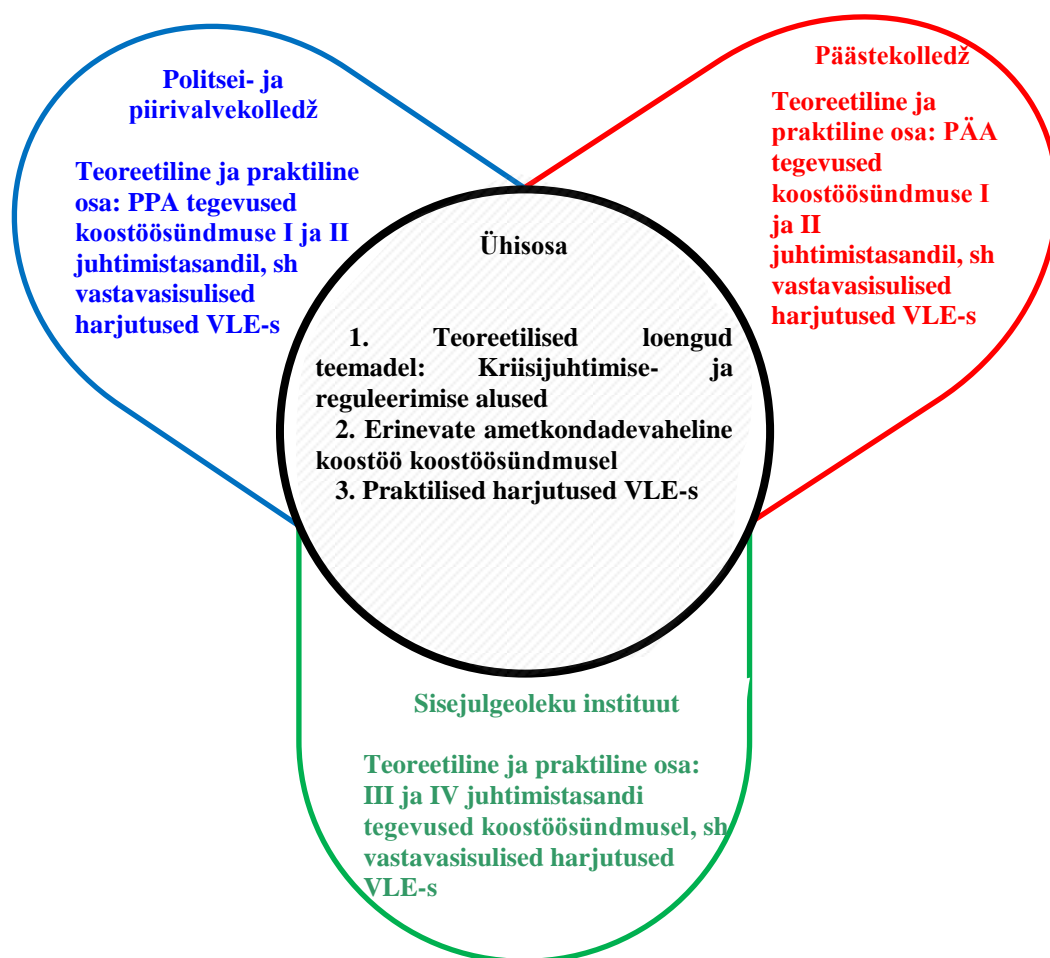 Politsei- ja
piirivalvekolledž
Teoreetiline ja praktiline
osa: PPA tegevused
koostöösündmuse I ja II
juhtimistasandil, sh
vastavasisulised
harjutused VLE-s
Päästekolledž
Teoreetiline ja
praktiline osa: PÄA
tegevused
koostöösündmuse I
ja II
juhtimistasandil, sh
vastavasisulised
harjutused VLE-s
Ühisosa
1. Teoreetilised loengud
teemadel: Kriisijuhtimise- ja
reguleerimise alused
2. Erinevate ametkondadevaheline
koostöö koostöösündmusel
3. Praktilised harjutused VLE-s
Sisejulgeoleku instituut
Teoreetiline ja praktiline osa:
III ja IV juhtimistasandi
tegevused koostöösündmusel, sh
vastavasisulised harjutused
VLE-s